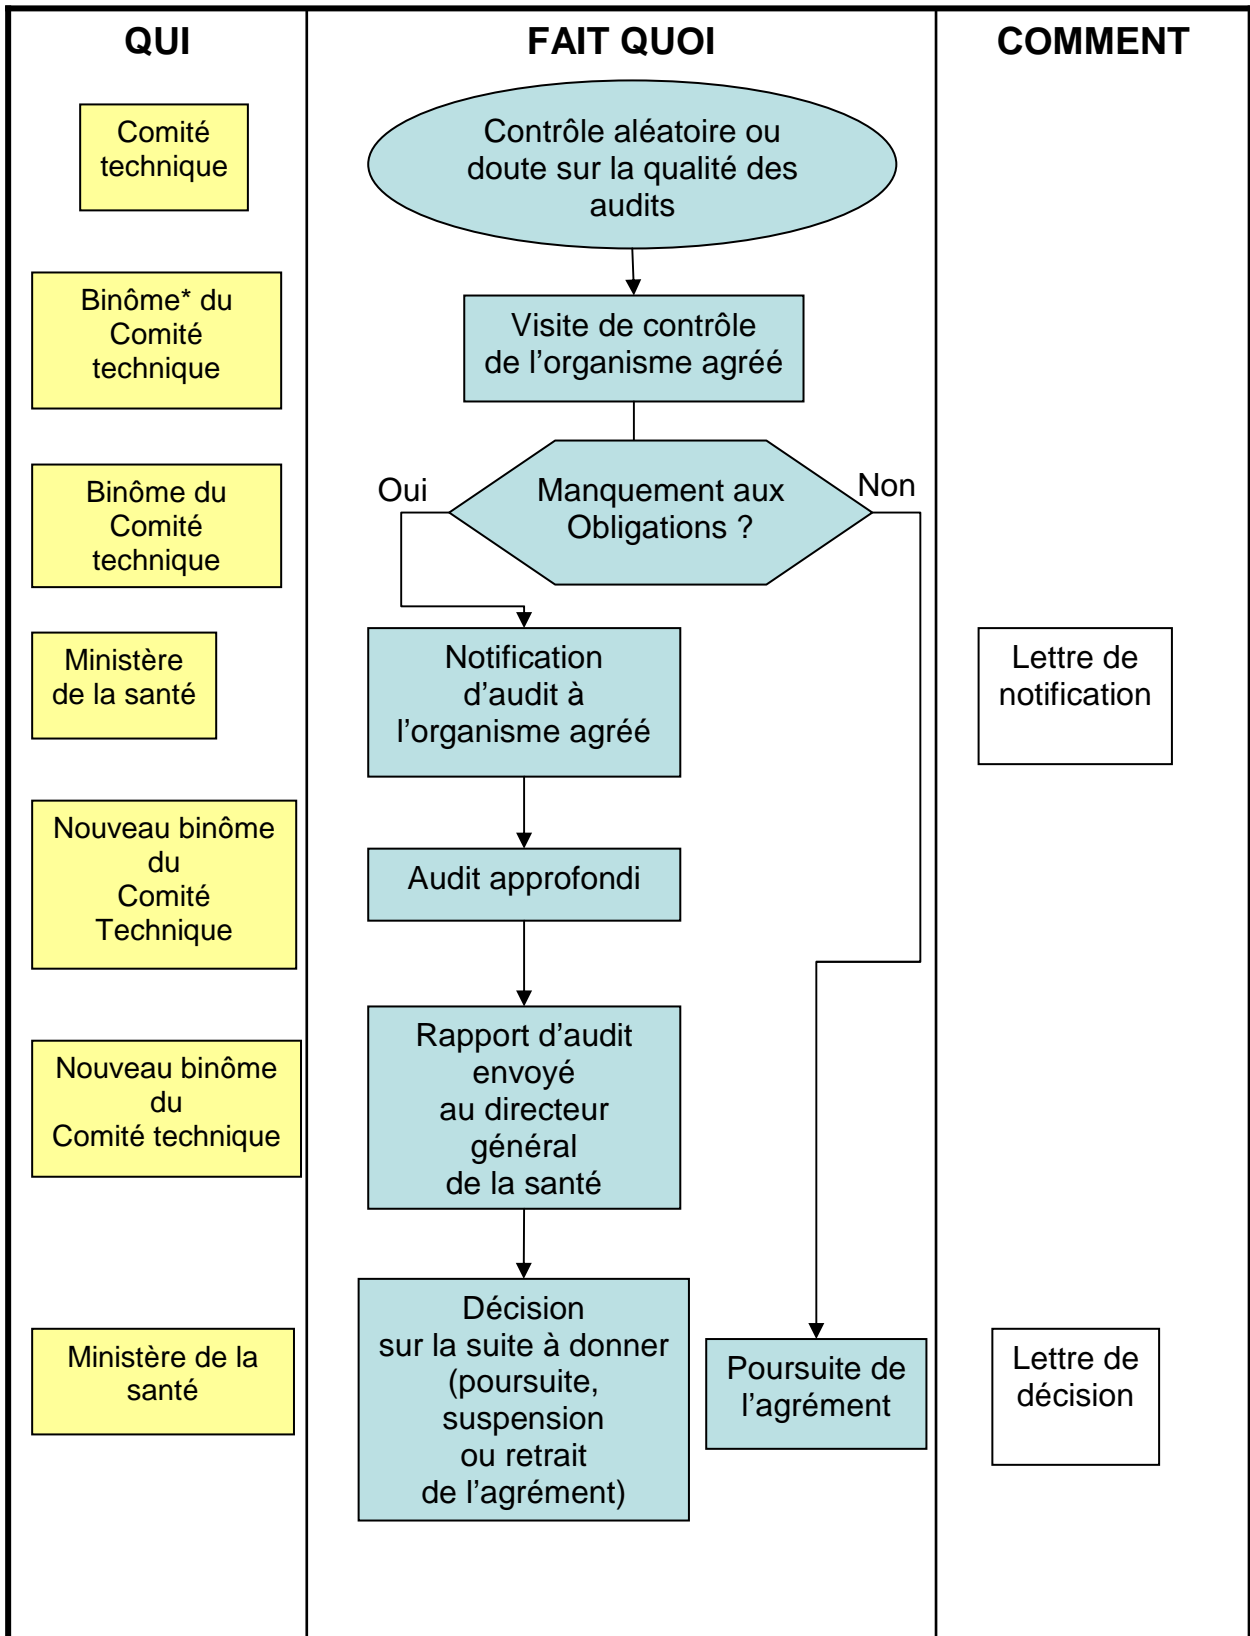 QUI
FAIT QUOI
COMMENT
Comité
technique
Contrôle aléatoire ou
doute sur la qualité des
audits
Binôme* du
Comité
technique
Visite de contrôle
de l’organisme agréé
Binôme du
Comité
technique
Oui
Manquement aux
Obligations ?
Non
Ministère
de la santé
Notification
d’audit à
l’organisme agréé
Lettre de
notification
Nouveau binôme
du
Comité
Technique
Audit approfondi
Nouveau binôme
du
Comité technique
Rapport d’audit
envoyé
au directeur
général
de la santé
Ministère de la
santé
Décision
sur la suite à donner
(poursuite,
suspension
ou retrait
de l’agrément)
Poursuite de
l’agrément
Lettre de
décision